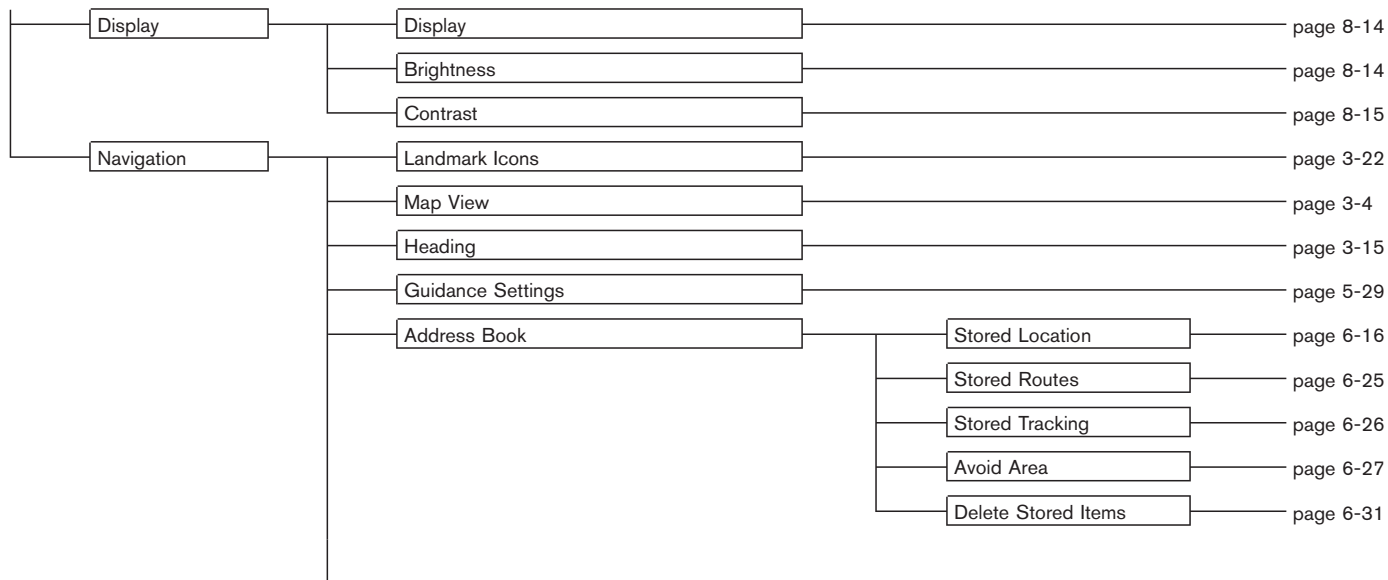 Display Display page 8-14
Brightness page 8-14
Contrast page 8-15
Navigation Landmark Icons page 3-22
Map View page 3-4
Heading page 3-15
Guidance Settings page 5-29
Address Book Stored Location page 6-16
Stored Routes page 6-25
Stored Tracking page 6-26
Avoid Area page 6-27
Delete Stored Items page 6-31